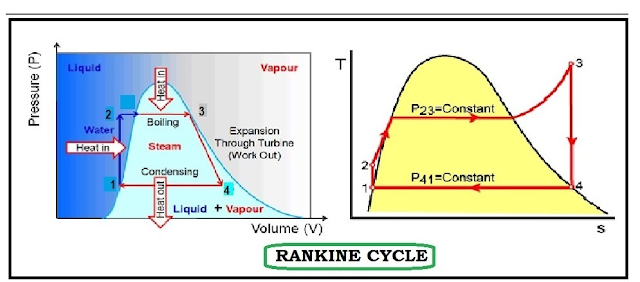 Pressure (P)
Liquid
Vapour
Heat in
2
3
Water
Boiling
Heat in
Steam
Expansion
Through Turbine
(Work Out)
Condensing
1
4
Heat out
Liquid + Vapour
Volume (V)
T
3
P23=Constant
2
P41=Constant
1
4
s
RANKINE CYCLE